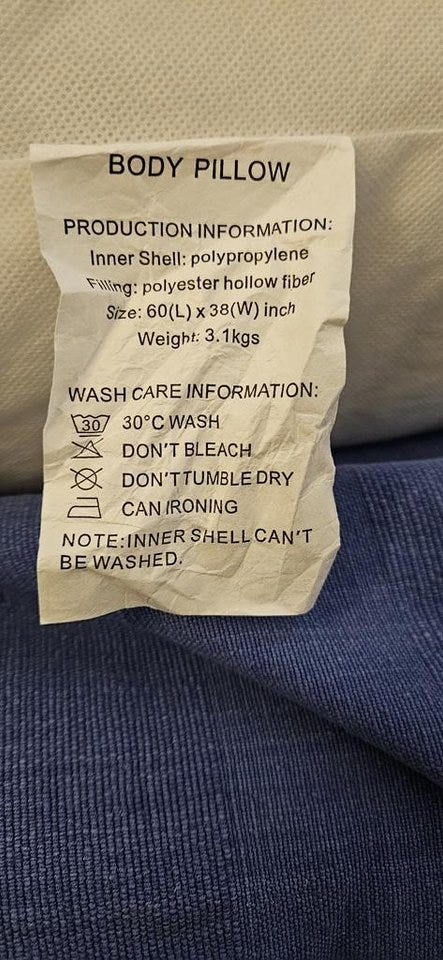 BODY PILLOW
PRODUCTION INFORMATION:
Inner Shell: polypropylene
Filling: polyester hollow fiber
Size: 60(L) x 38(W) inch
Weight: 3.1kgs
WASH CARE INFORMATION:
30 30°C WASH
DON'T BLEACH
DON'T TUMBLE DRY
CAN IRONING
NOTE:INNER SHELL CAN'T
BE WASHED.